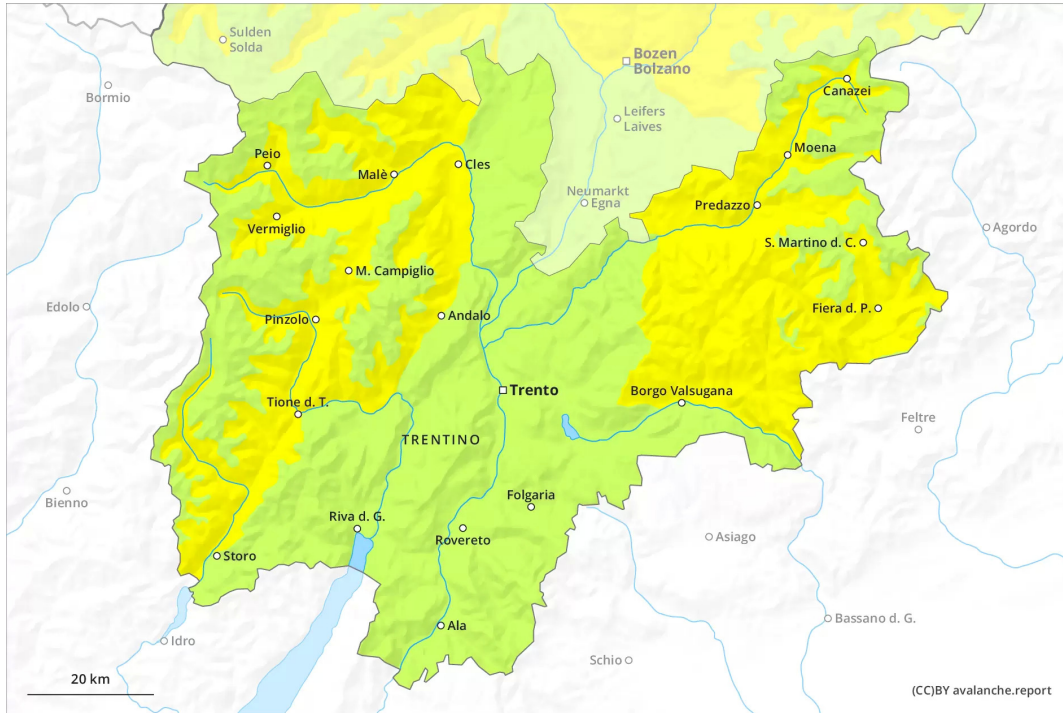 Sulden
Solda
Bozen
Bolzano
Bormio
Canazei
Leifers
Laives
Moena
Peio
Malè
Cles
Neumarkt
Egna
Predazzo
Vermiglio
Agordo
S. Martino d. C.
M. Campiglio
Edolo
Fiera d. P.
Pinzolo
Andalo
Trento
Borgo Valsugana
Tione d. T.
Feltre
TRENTINO
Bienno
Folgaria
Riva d. G.
Rovereto
Asiago
Storo
Bassano d. G.
Ala
Idro
Schio
20 km
(CC)BY avalanche.report